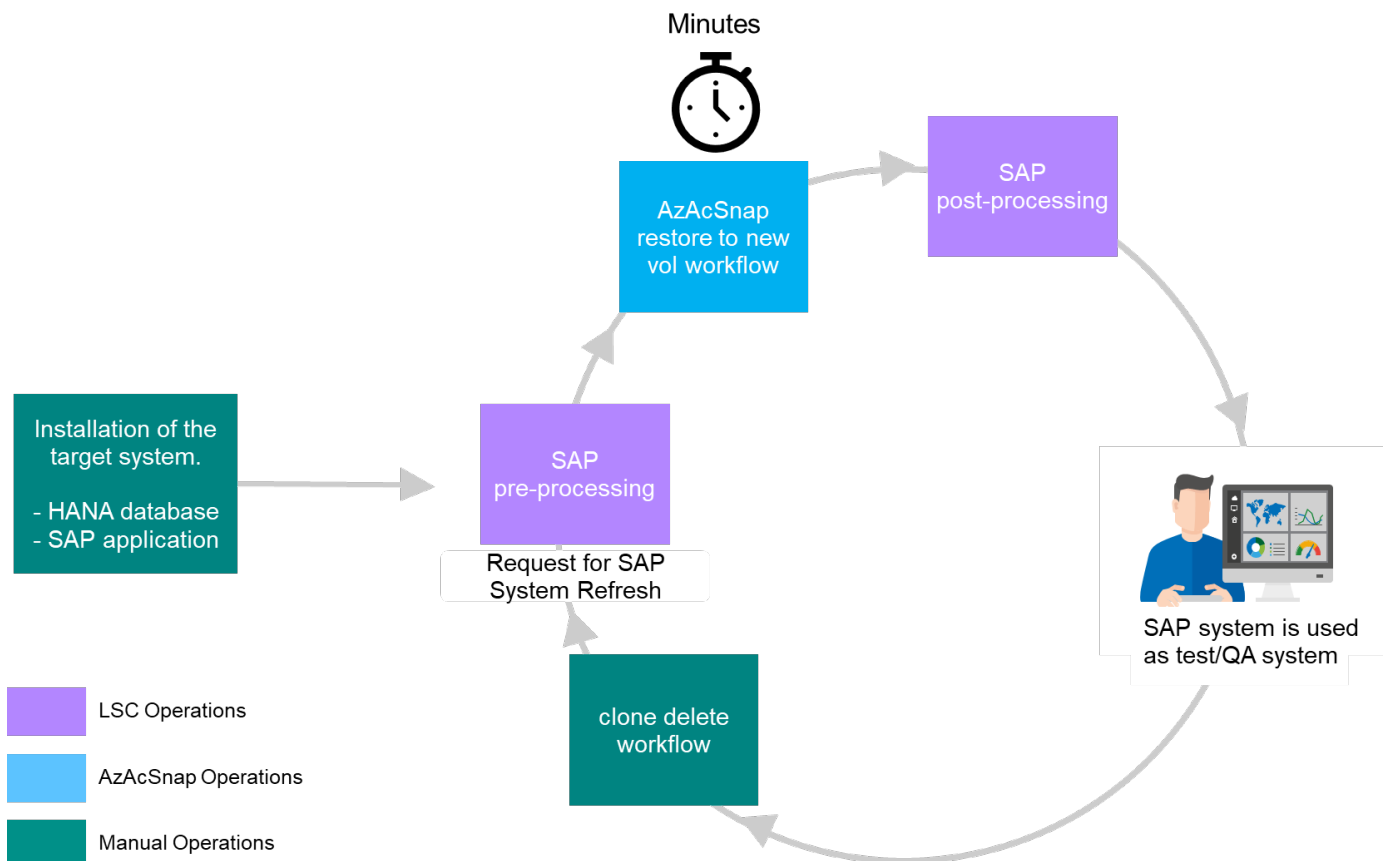 Minutes
AzAcSnap
restore to new
vol workflow
SAP
post-processing
Installation of the
target system.
- HANA database
- SAP application
SAP
pre-processing
Request for SAP
System Refresh
SAP system is used
as test/QA system
clone delete
workflow
LSC Operations
AzAcSnap Operations
Manual Operations